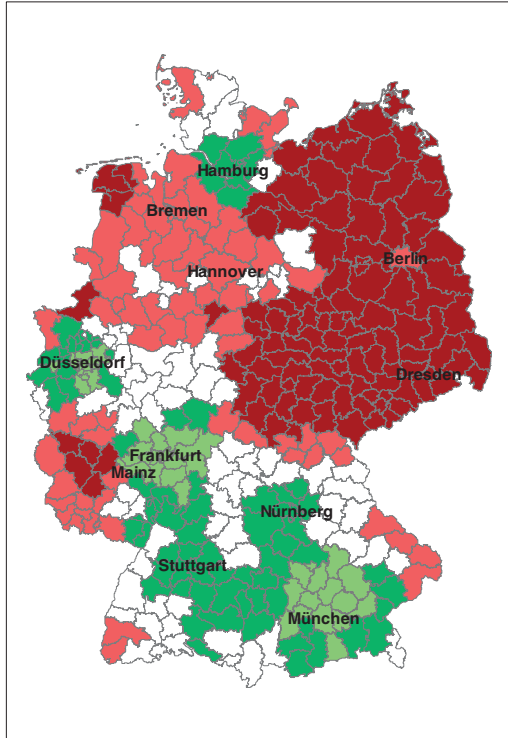 Hamburg
Bremen
Berlin
Hannover
Düsseldorf
Dresden
Frankfurt
Mainz
Nürnberg
Stuttgart
München